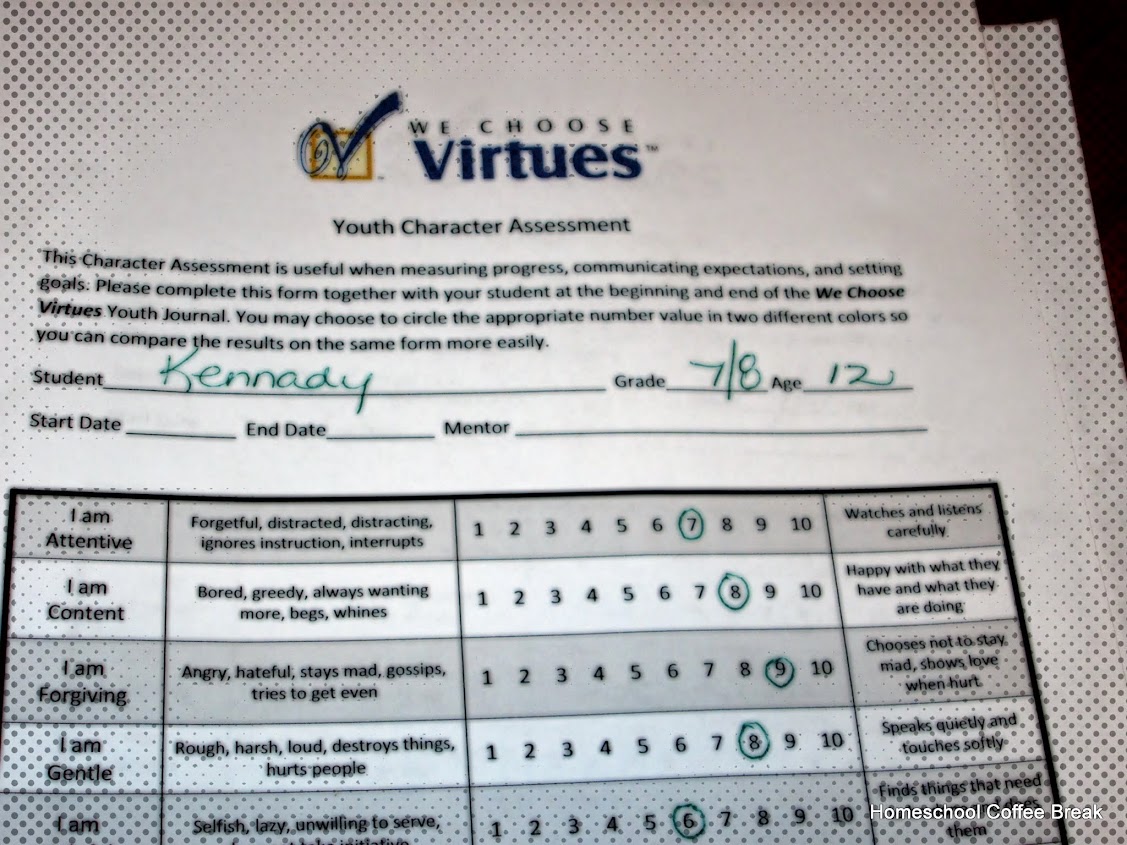 WE CHOOSE
Virtues™
Youth Character Assessment
This Character Assessment is useful when measuring progress, communicating expectations, and setting
goals. Please complete this form together with your student at the beginning and end of the We Choose
Virtues Youth Journal. You may choose to circle the appropriate number value in two different colors so
you can compare the results on the same form more easily.
Student Kennady Grade 7/8 Age 12
Start Date End Date Mentor
I am
Attentive
Forgetful, distracted, distracting,
ignores instruction, interrupts
1 2 3 4 5 6 7 8 9 10
Watches and listens
carefully
I am
Content
Bored, greedy, always wanting
more, begs, whines
1 2 3 4 5 6 7 8 9 10
Happy with what they
have and what they
are doing
I am
Forgiving
Angry, hateful, stays mad, gossips,
tries to get even
1 2 3 4 5 6 7 8 9 10
Chooses not to stay
mad, shows love
when hurt
I am
Gentle
Rough, harsh, loud, destroys things,
hurts people
1 2 3 4 5 6 7 8 9 10
Speaks quietly and
touches softly
I am
Selfish, lazy, unwilling to serve,
take initiative
1 2 3 4 5 6 7 8 9 10
Finds things that need
them
Homeschool Coffee Break